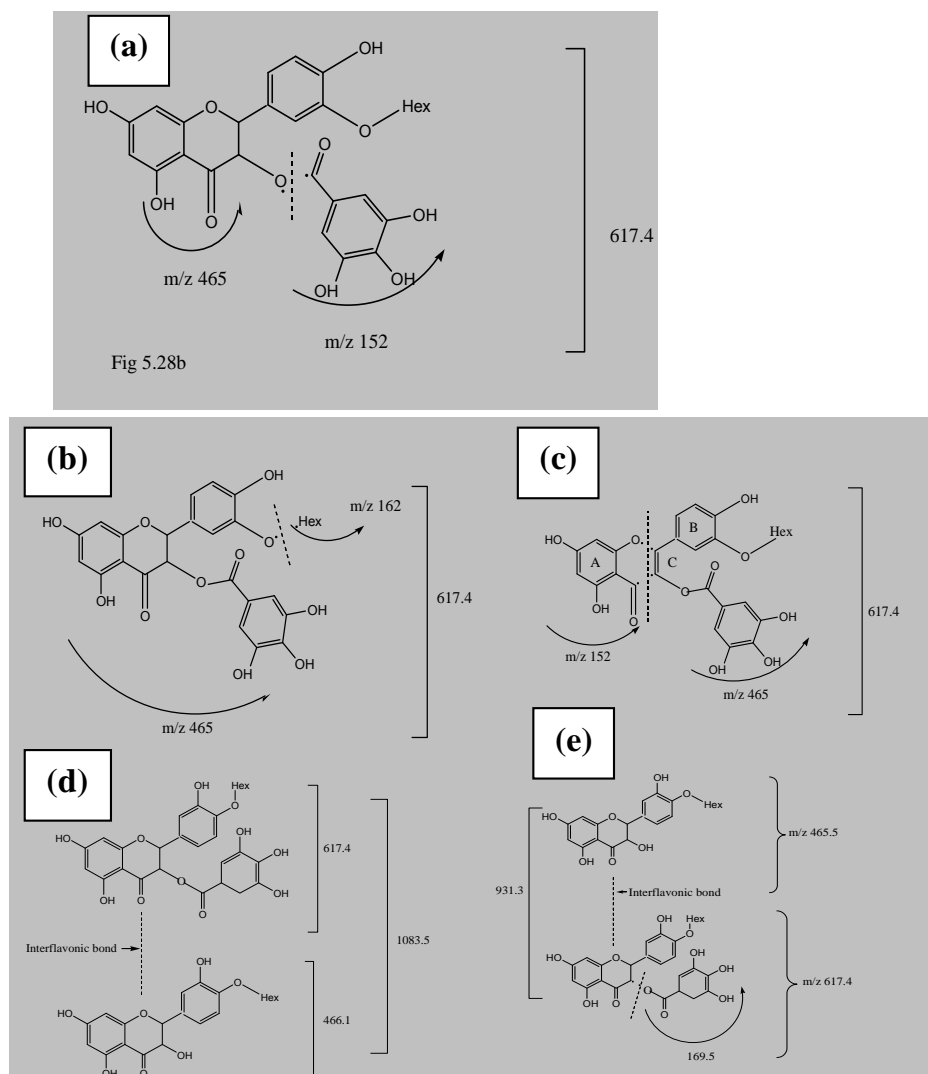 (a)
OH
HO
O
Hex
O
O
O
OH
O
OH
OH
OH
m/z 465
m/z 152
617.4
Fig 5.28b
(b)
OH
m/z 162
HO
O
O
Hex
O
O
OH
O
OH
OH
OH
m/z 465
617.4
(c)
OH
B
HO
O
Hex
O
A
C
O
OH
O
O
OH
OH
OH
m/z 152
m/z 465
617.4
(d)
OH
Hex
O
HO
O
OH
OH
O
OH
OH
O
O
617.4
Interflavonic bond
1083.5
OH
O
Hex
HO
O
OH
OH
O
466.1
(e)
OH
O
Hex
HO
O
OH
OH
O
m/z 465.5
931.3
Interflavonic bond
Hex
OH
O
HO
O
OH
OH
O
OH
OH
O
O
m/z 617.4
169.5